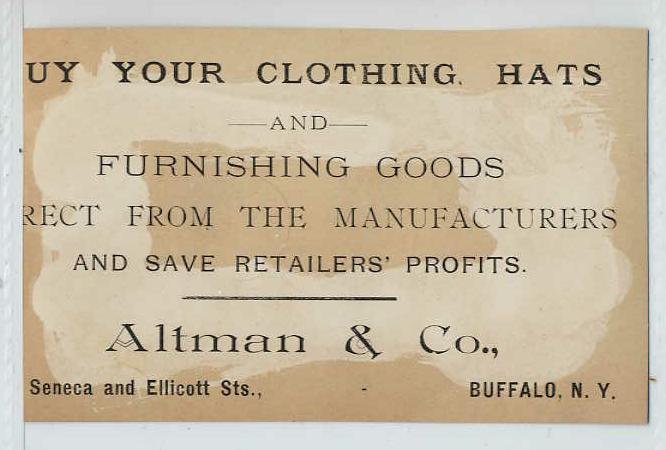 UY YOUR CLOTHING, HATS
—AND—
FURNISHING GOODS
RECT FROM THE MANUFACTURERS
AND SAVE RETAILERS' PROFITS.
Altman & Co.,
Seneca and Ellicott Sts., - BUFFALO, N. Y.